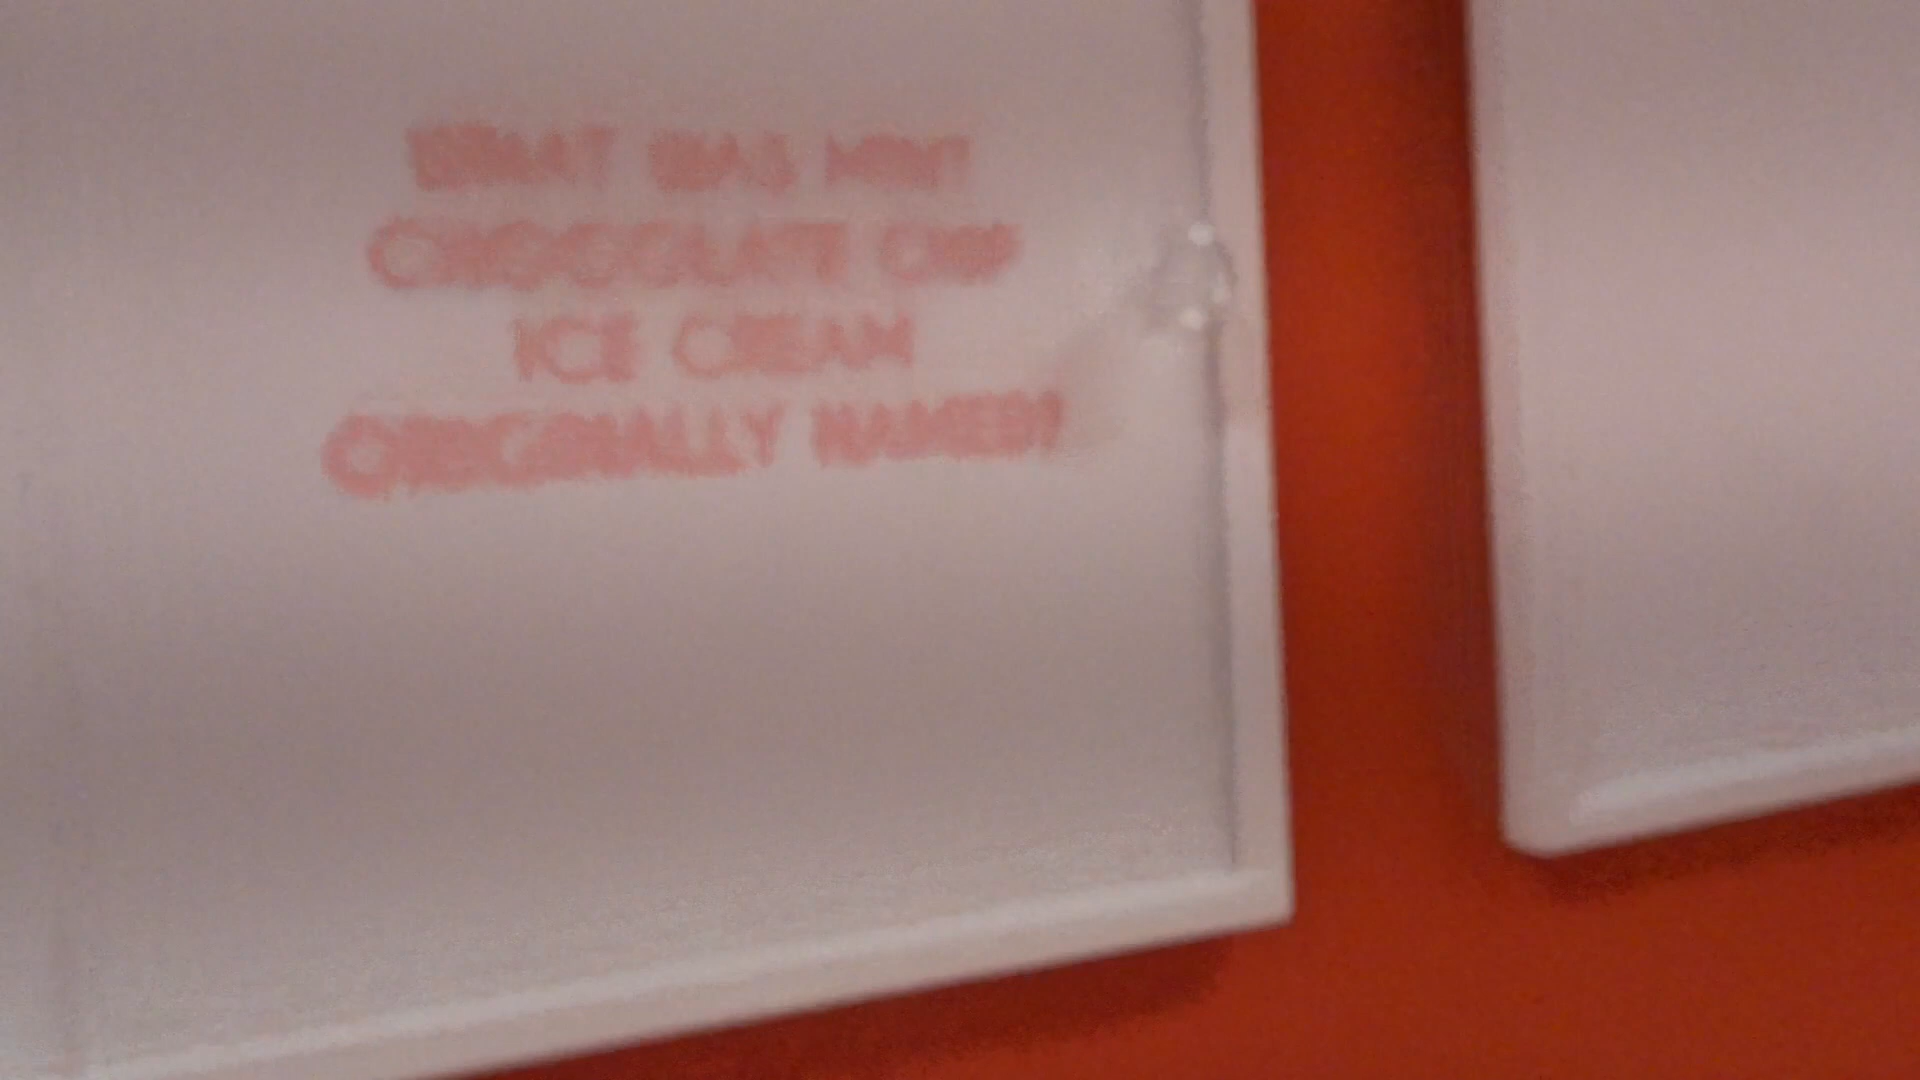 WHAT WAS MINT
CHOCOLATE CHIP
ICE CREAM
ORIGINALLY NAMED?